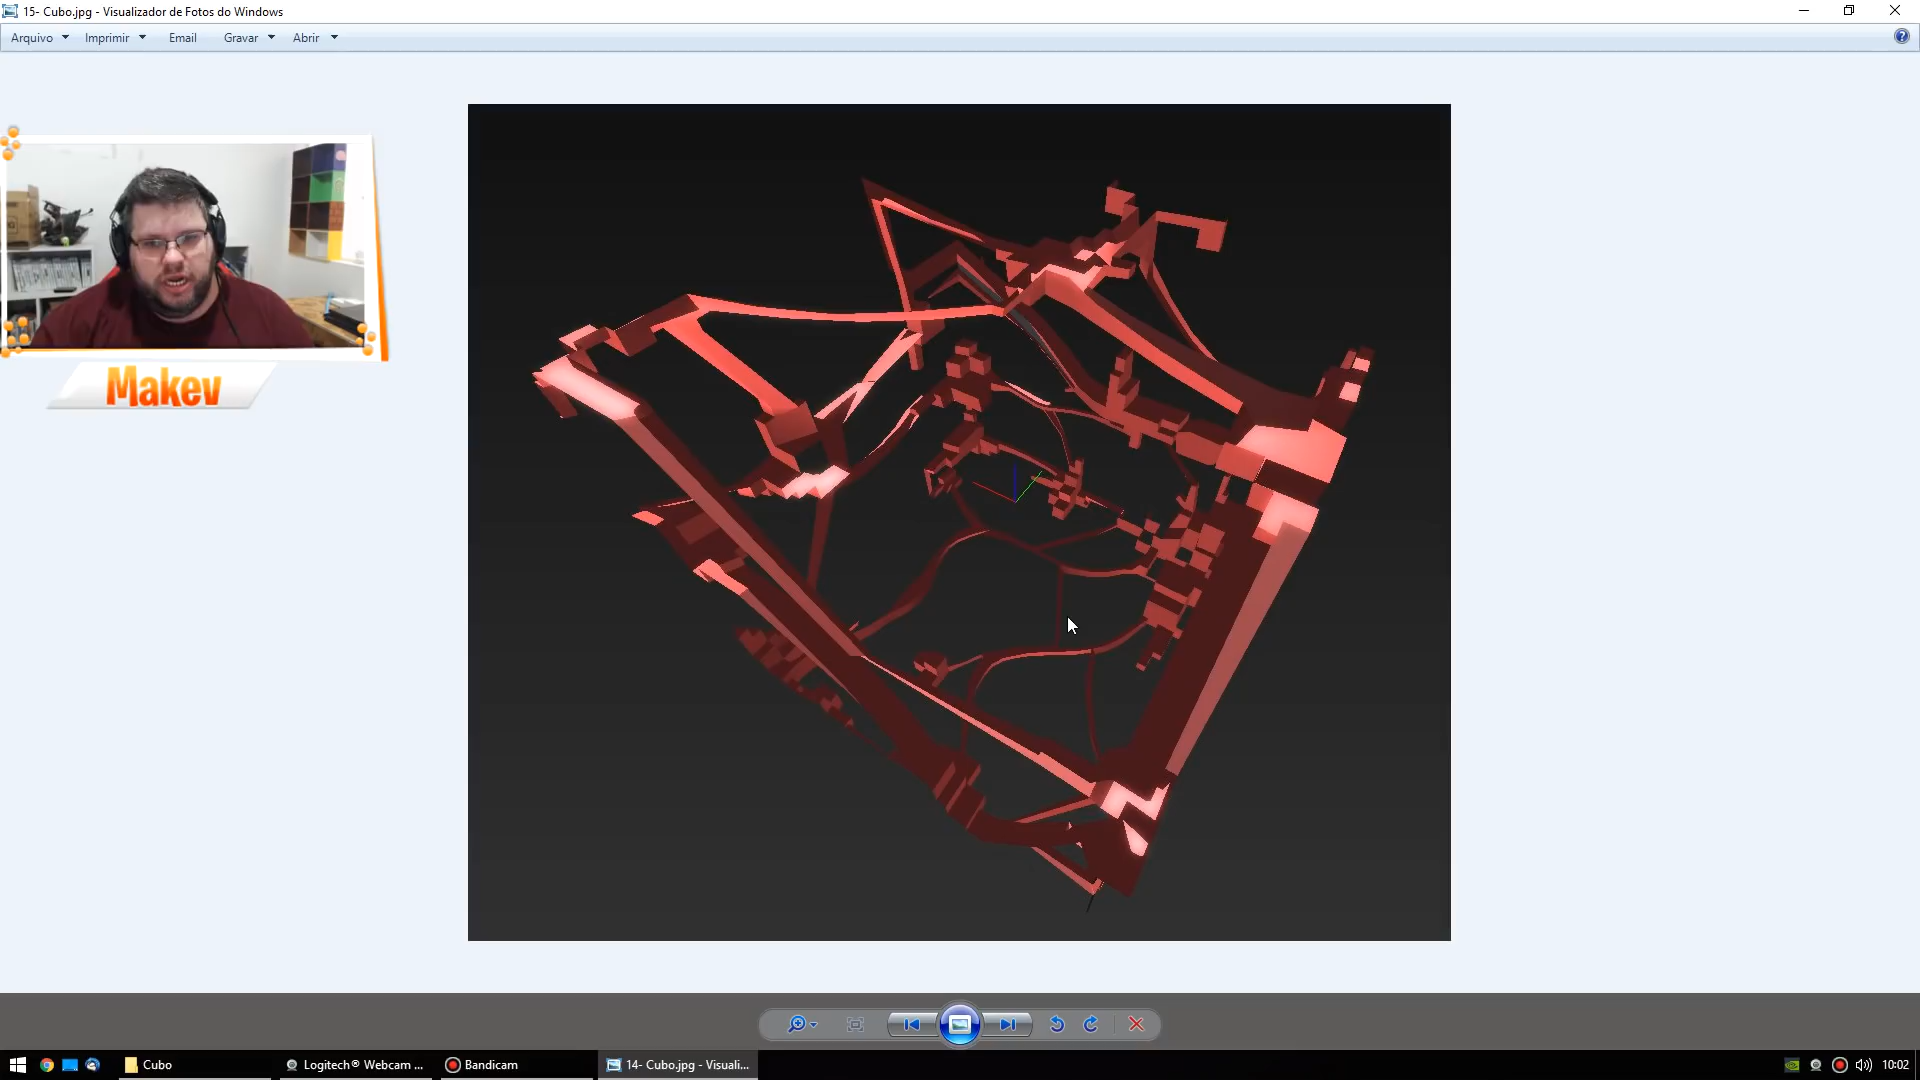 15- Cubo.jpg - Visualizador de Fotos do Windows
Arquivo Imprimir Email Gravar Abrir
Makev
Cubo Logitech® Webcam ... Bandicam 14- Cubo.jpg - Visuali... 10:02